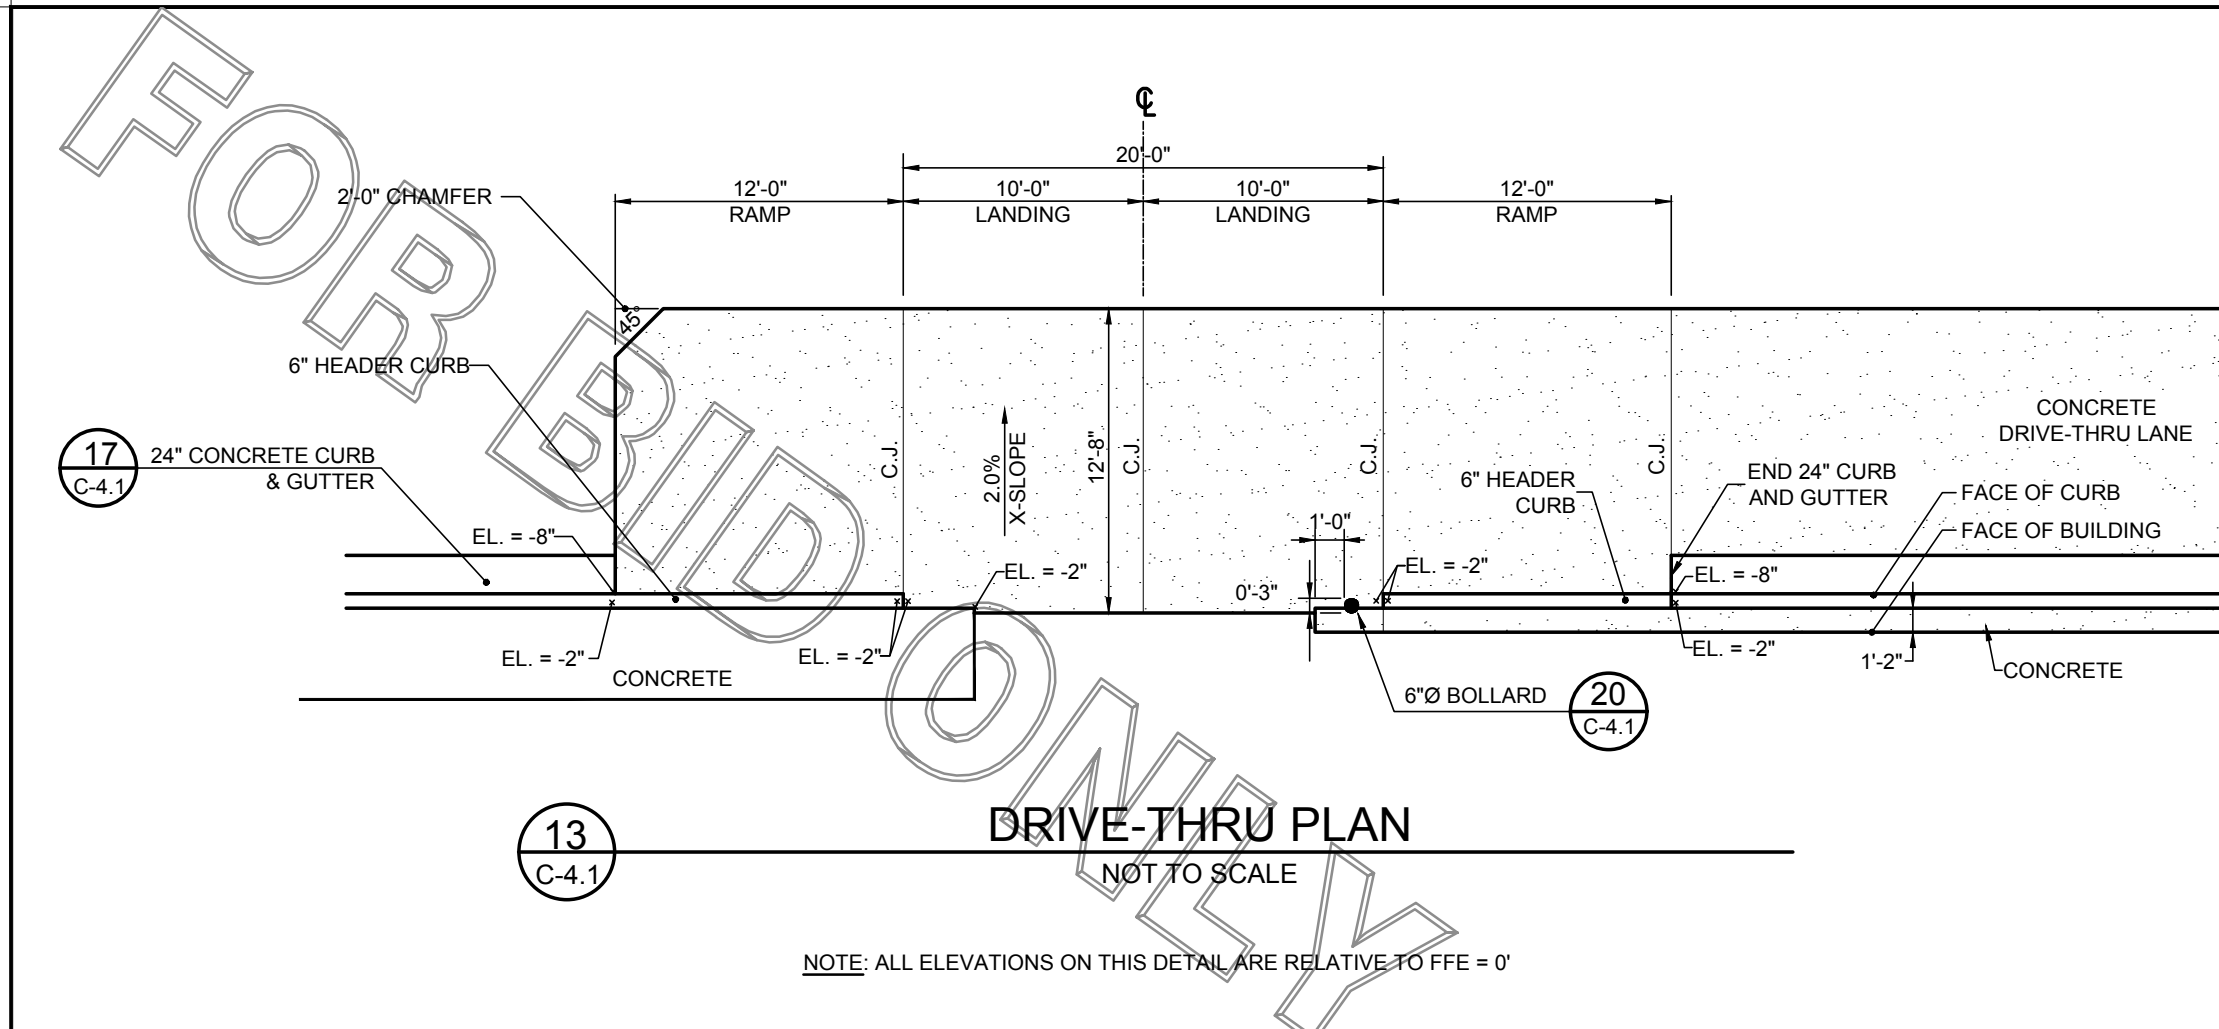 ℄
20'-0"
12'-0"
RAMP
10'-0"
LANDING
10'-0"
LANDING
12'-0"
RAMP
2'-0" CHAMFER
45°
6" HEADER CURB
17
C-4.1
24" CONCRETE CURB
& GUTTER
EL. = -8"
EL. = -2"
CONCRETE
EL. = -2"
C.J.
2.0%
X-SLOPE
12'-8"
C.J.
EL. = -2"
1'-0"
0'-3"
C.J.
EL. = -2"
6" HEADER
CURB
C.J.
END 24" CURB
AND GUTTER
EL. = -8"
EL. = -2"
CONCRETE
DRIVE-THRU LANE
FACE OF CURB
FACE OF BUILDING
1'-2"
CONCRETE
6"Ø BOLLARD
20
C-4.1
FOR BID ONLY
13
C-4.1
DRIVE-THRU PLAN
NOT TO SCALE
NOTE: ALL ELEVATIONS ON THIS DETAIL ARE RELATIVE TO FFE = 0'